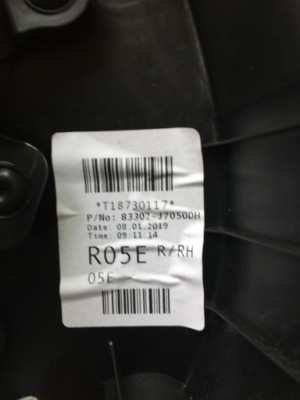 *T18730117*
P/No: 83302-J7050DH
Date: 08.01.2019
Time: 09:11:14
R05E R/RH
05E